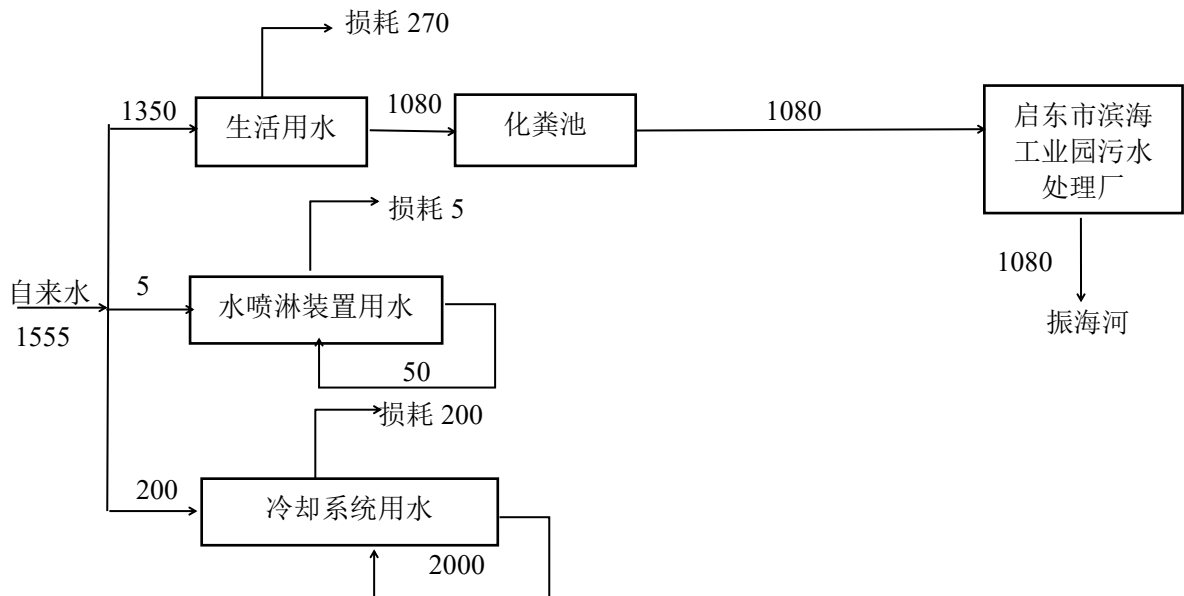 损耗 270
1350
生活用水
1080
化粪池
1080
启东市滨海
工业园污水
处理厂
损耗 5
自来水
1555
5
水喷淋装置用水
50
1080
振海河
损耗 200
200
冷却系统用水
2000